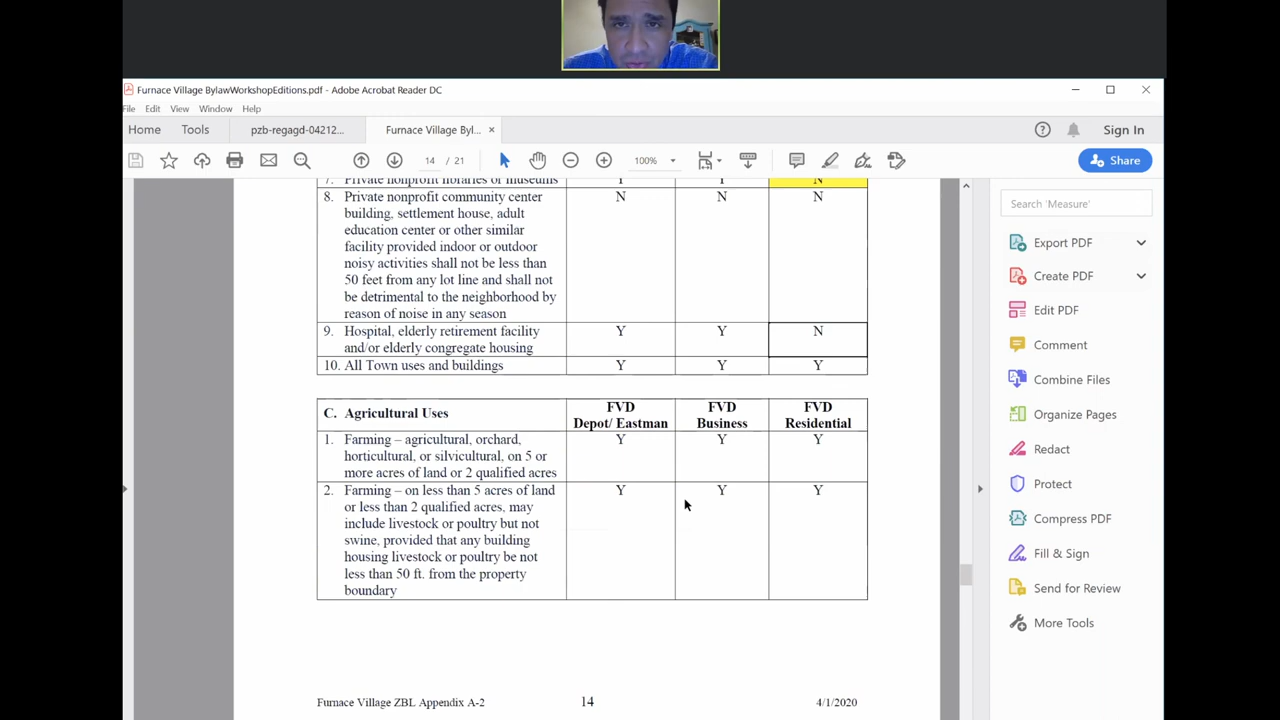 Furnace Village BylawWorkshopEditions.pdf - Adobe Acrobat Reader DC
File Edit View Window Help
Home Tools pzb-regagd-04212... Furnace Village Byl... × Sign In
14 / 21 100% Share
7. Private nonprofit libraries or museums Y Y N
8. Private nonprofit community center N N N
building, settlement house, adult
education center or other similar
facility provided indoor or outdoor
noisy activities shall not be less than
50 feet from any lot line and shall not
be detrimental to the neighborhood by
reason of noise in any season
9. Hospital, elderly retirement facility Y Y N
and/or elderly congregate housing
10. All Town uses and buildings Y Y Y
C. Agricultural Uses FVD FVD FVD
Depot/ Eastman Business Residential
1. Farming – agricultural, orchard, Y Y Y
horticultural, or silvicultural, on 5 or
more acres of land or 2 qualified acres
2. Farming – on less than 5 acres of land Y Y Y
or less than 2 qualified acres, may
include livestock or poultry but not
swine, provided that any building
housing livestock or poultry be not
less than 50 ft. from the property
boundary
Furnace Village ZBL Appendix A-2 14 4/1/2020
Search 'Measure'
Export PDF
Create PDF
Edit PDF
Comment
Combine Files
Organize Pages
Redact
Protect
Compress PDF
Fill & Sign
Send for Review
More Tools